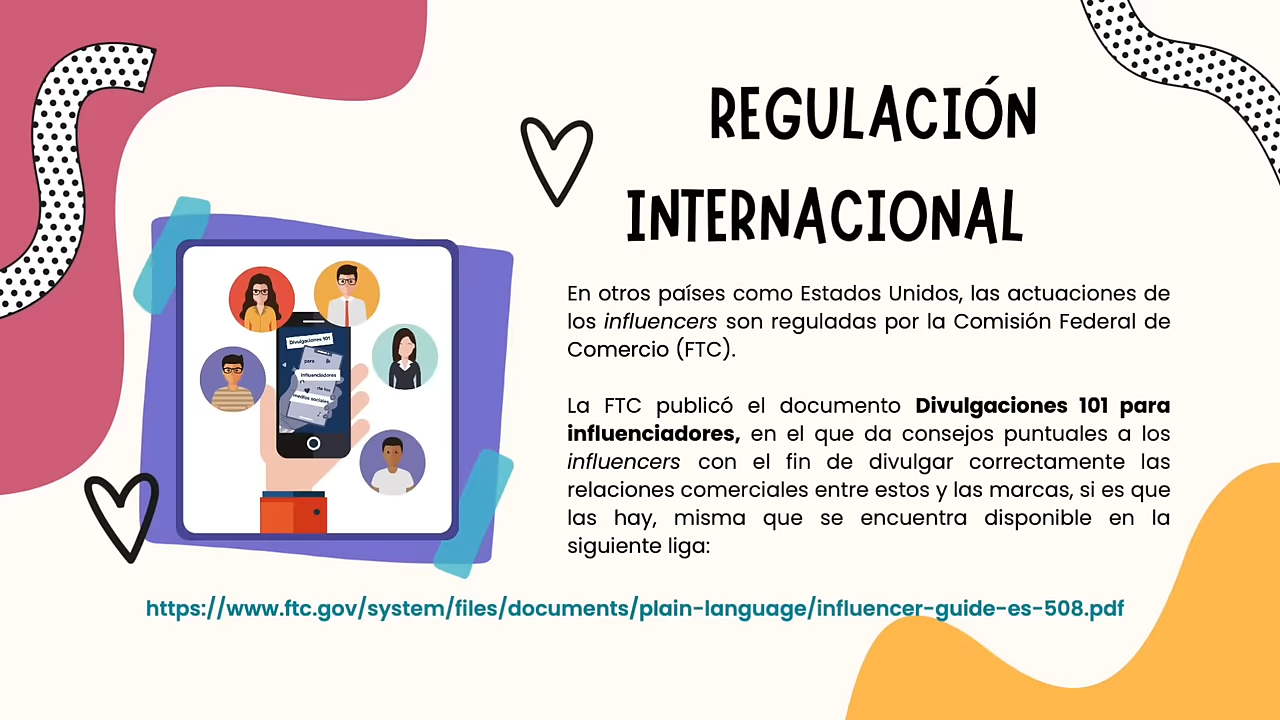 REGULACIÓN
INTERNACIONAL
En otros países como Estados Unidos, las actuaciones de
los influencers son reguladas por la Comisión Federal de
Comercio (FTC).
La FTC publicó el documento Divulgaciones 101 para
influenciadores, en el que da consejos puntuales a los
influencers con el fin de divulgar correctamente las
relaciones comerciales entre estos y las marcas, si es que
las hay, misma que se encuentra disponible en la
siguiente liga:
Divulgaciones 101
para
Influenciadores
de los
medios sociales
https://www.ftc.gov/system/files/documents/plain-language/influencer-guide-es-508.pdf